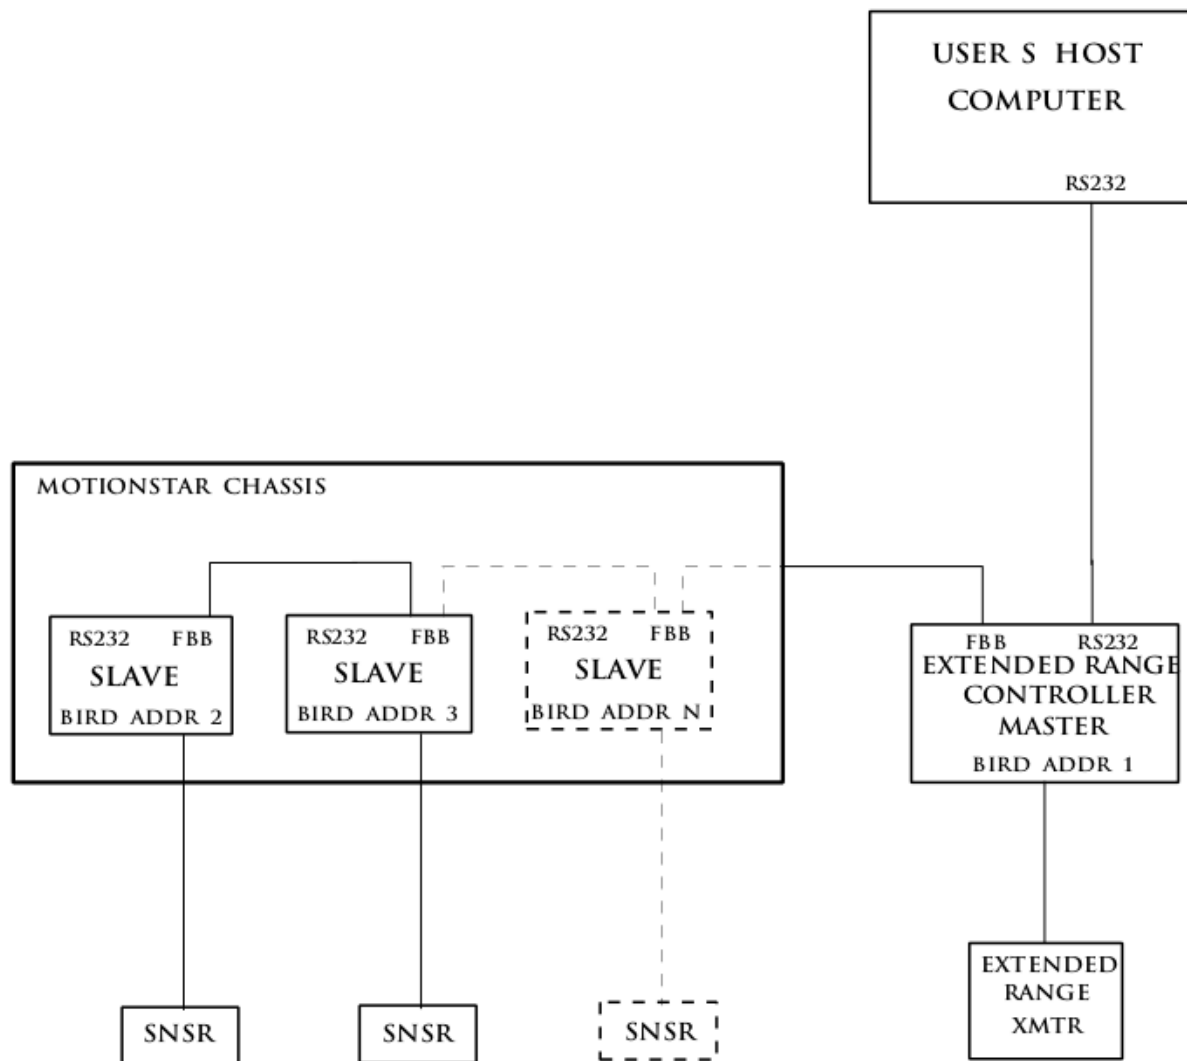 USER S HOST
COMPUTER
RS232
MOTIONSTAR CHASSIS
RS232 FBB
SLAVE
BIRD ADDR 2
RS232 FBB
SLAVE
BIRD ADDR 3
RS232 FBB
SLAVE
BIRD ADDR N
FBB RS232
EXTENDED RANGE
CONTROLLER
MASTER
BIRD ADDR 1
SNSR
SNSR
SNSR
EXTENDED
RANGE
XMTR